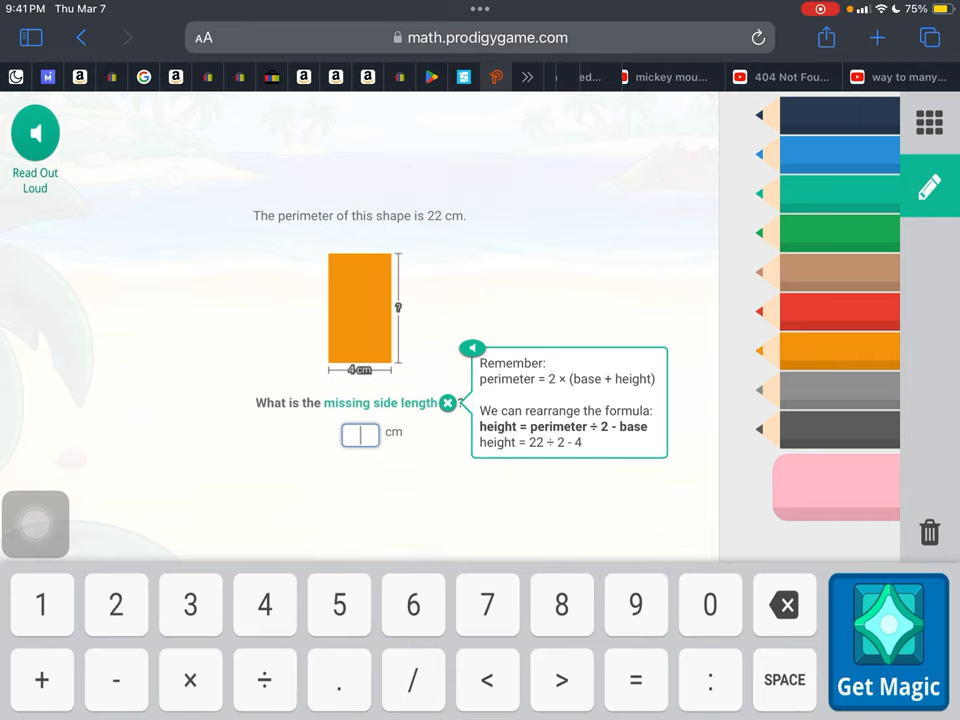 9:41 PM Thu Mar 7
75%
AA
math.prodigygame.com
ed...
mickey mou...
404 Not Fou...
way to many...
Read Out
Loud
The perimeter of this shape is 22 cm.
?
4 cm
What is the missing side length ?
cm
Remember:
perimeter = 2 × (base + height)
We can rearrange the formula:
height = perimeter ÷ 2 - base
height = 22 ÷ 2 - 4
1 2 3 4 5 6 7 8 9 0
+ - × ÷ . / < > = : SPACE
Get Magic